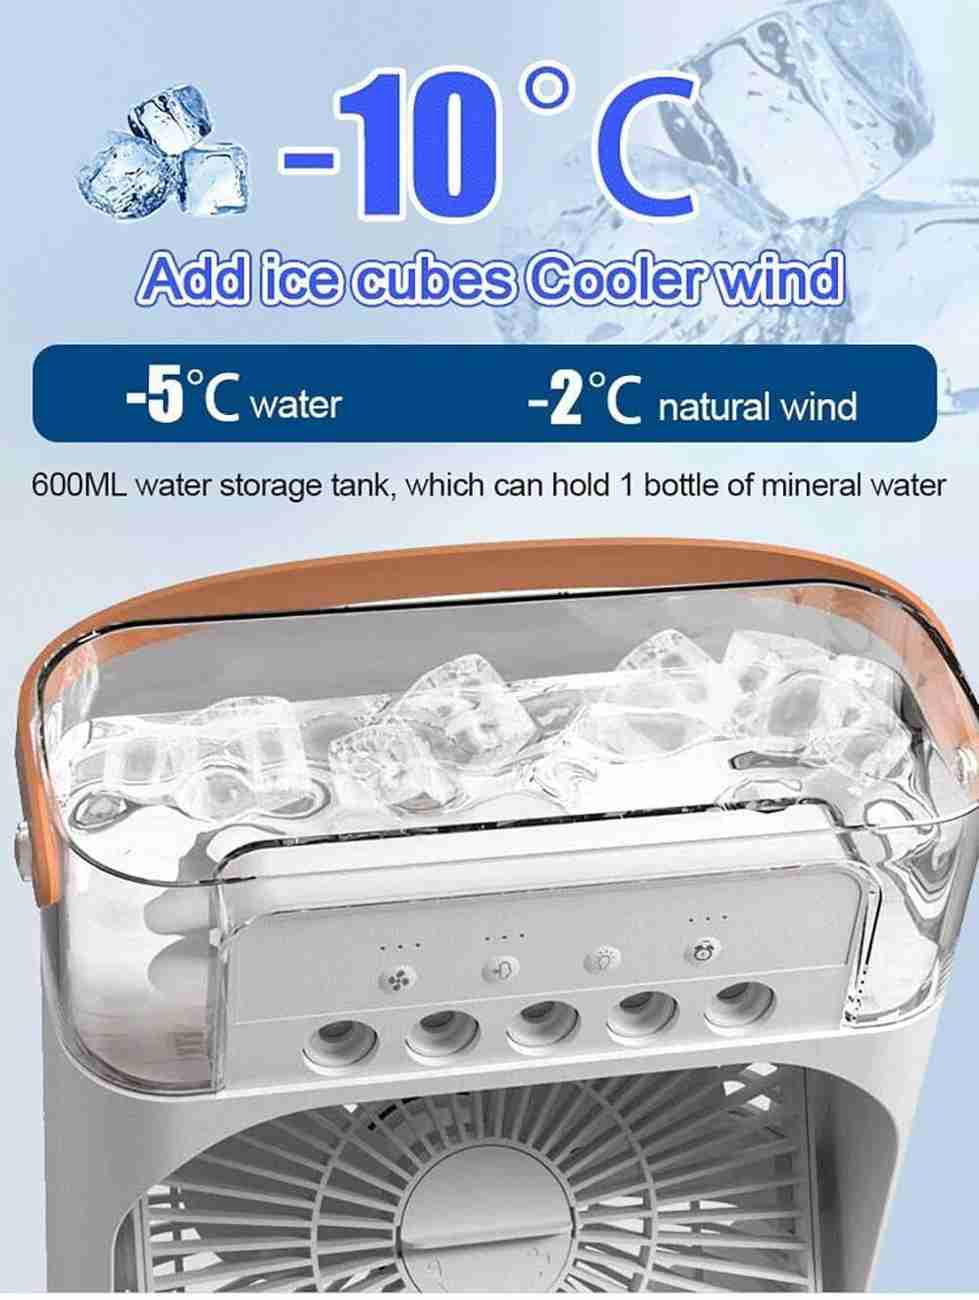 -10°C
Add ice cubes Cooler wind
-5°C water -2°C natural wind
600ML water storage tank, which can hold 1 bottle of mineral water